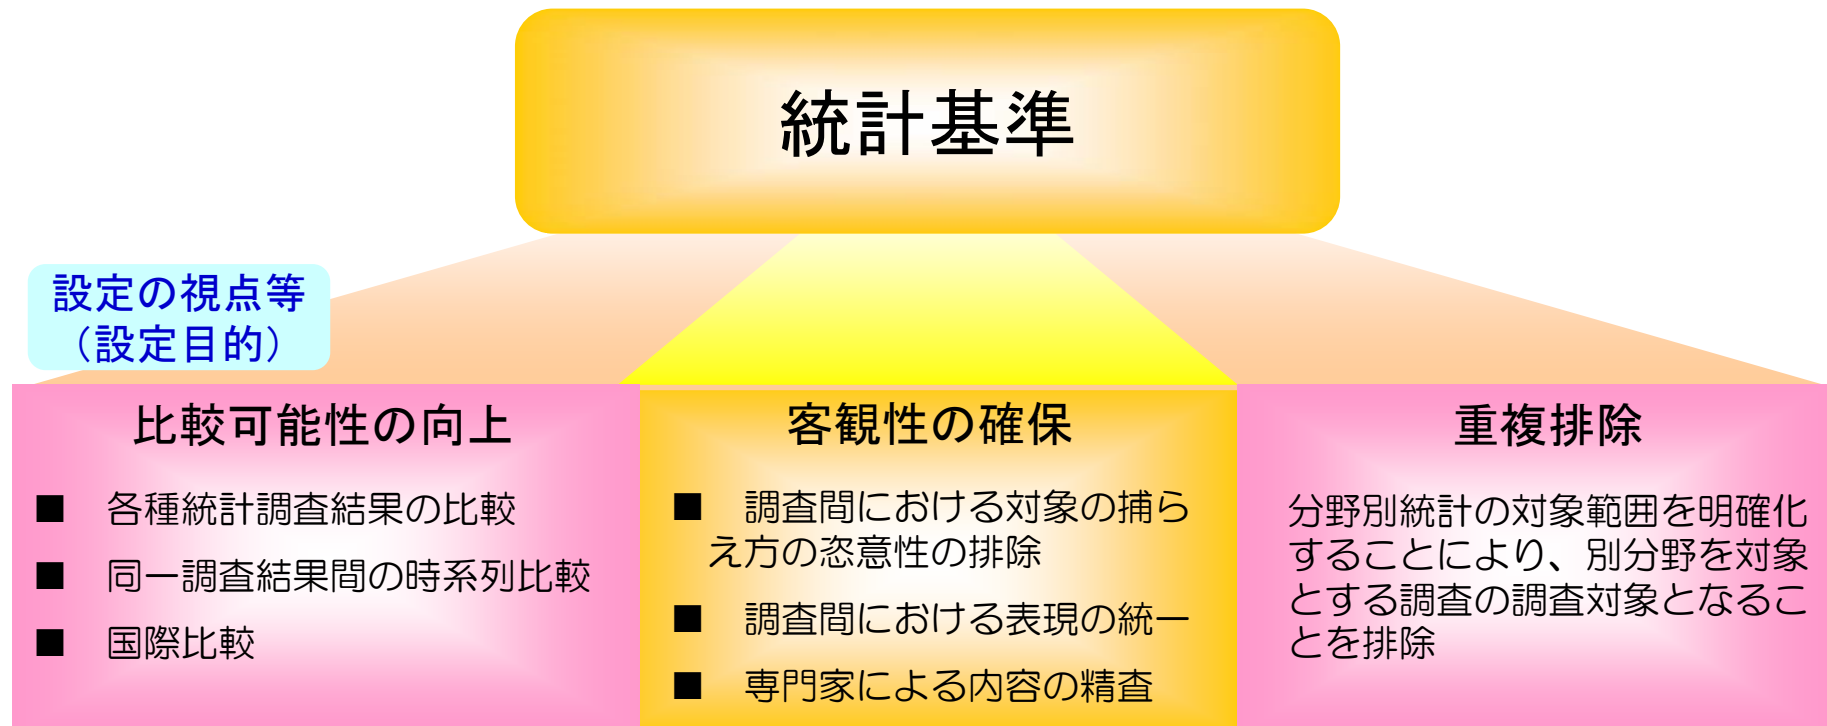 統計基準
設定の視点等
（設定目的）
比較可能性の向上
■ 各種統計調査結果の比較
■ 同一調査結果間の時系列比較
■ 国際比較
客観性の確保
■ 調査間における対象の捕ら
え方の恣意性の排除
■ 調査間における表現の統一
■ 専門家による内容の精査
重複排除
分野別統計の対象範囲を明確化
することにより、別分野を対象
とする調査の調査対象となるこ
とを排除